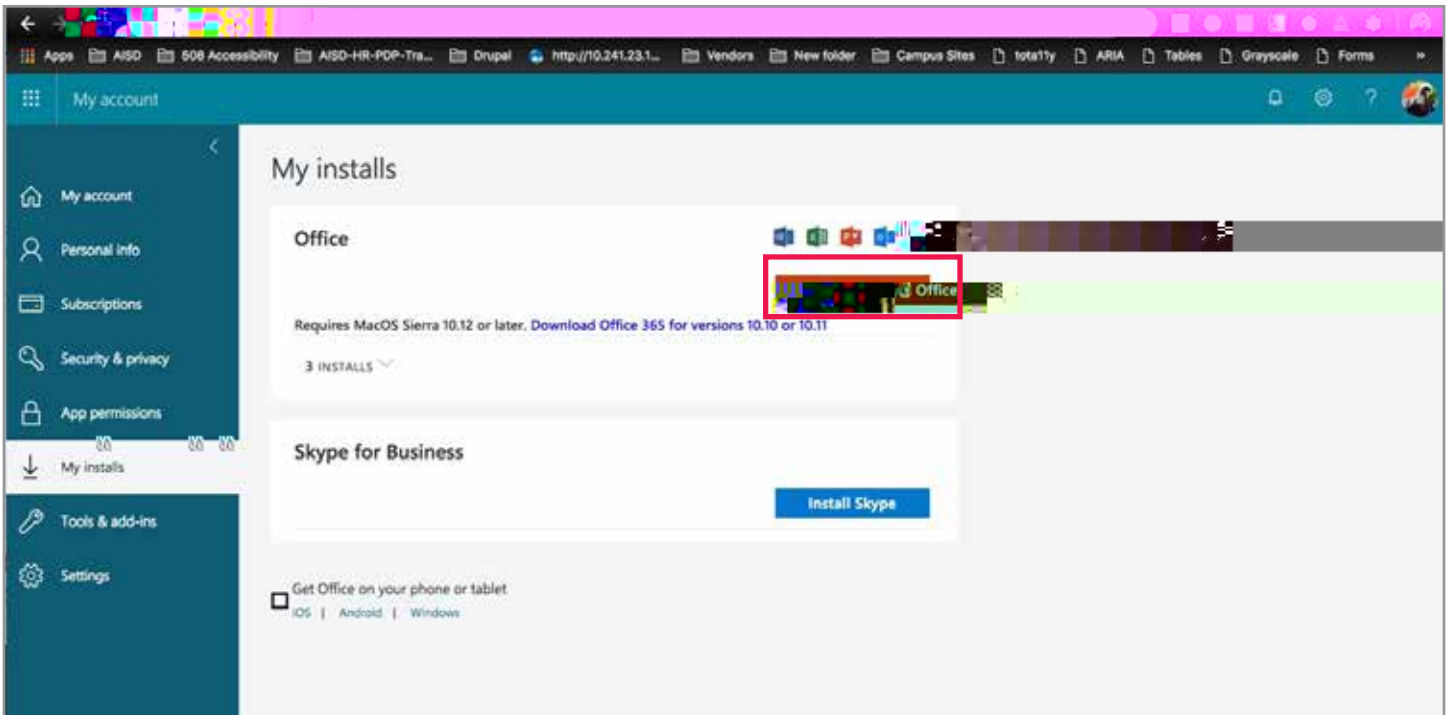 Apps AISD 508 Accessibility AISD-HR-PDP-Tra... Drupal http://10.241.23.1... Vendors New folder Campus Sites tota11y ARIA Tables Grayscale Forms »
My account ?
My installs
My account
Personal info
Subscriptions
Security & privacy
App permissions
My installs
Tools & add-ins
Settings
Office
Office
Requires MacOS Sierra 10.12 or later. Download Office 365 for versions 10.10 or 10.11
3 INSTALLS
Skype for Business
Install Skype
Get Office on your phone or tablet
iOS | Android | Windows